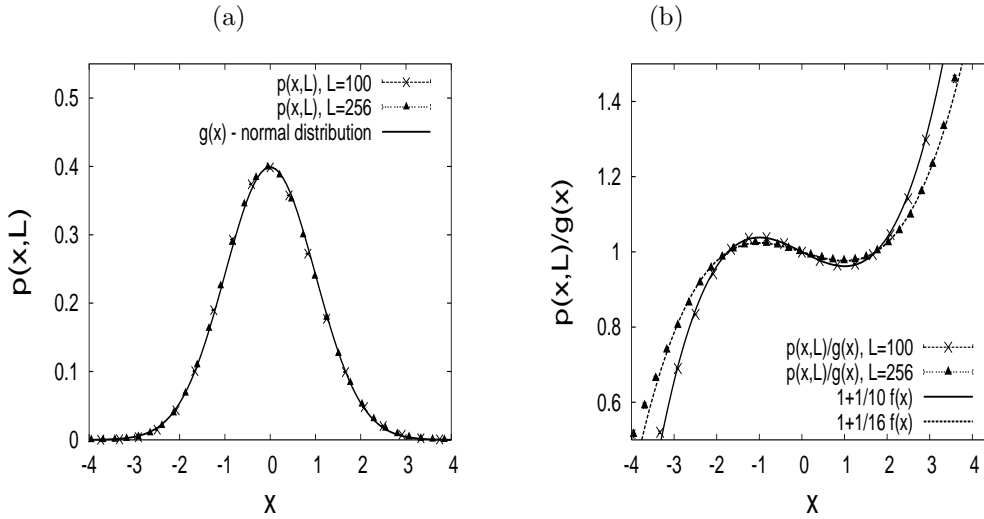 (a)
p(x,L)
0.5
0.4
0.3
0.2
0.1
0
p(x,L), L=100
p(x,L), L=256
g(x) - normal distribution
-4 -3 -2 -1 0 1 2 3 4
X
(b)
p(x,L)/g(x)
1.4
1.2
1
0.8
0.6
p(x,L)/g(x), L=100
p(x,L)/g(x), L=256
1+1/10 f(x)
1+1/16 f(x)
-4 -3 -2 -1 0 1 2 3 4
X